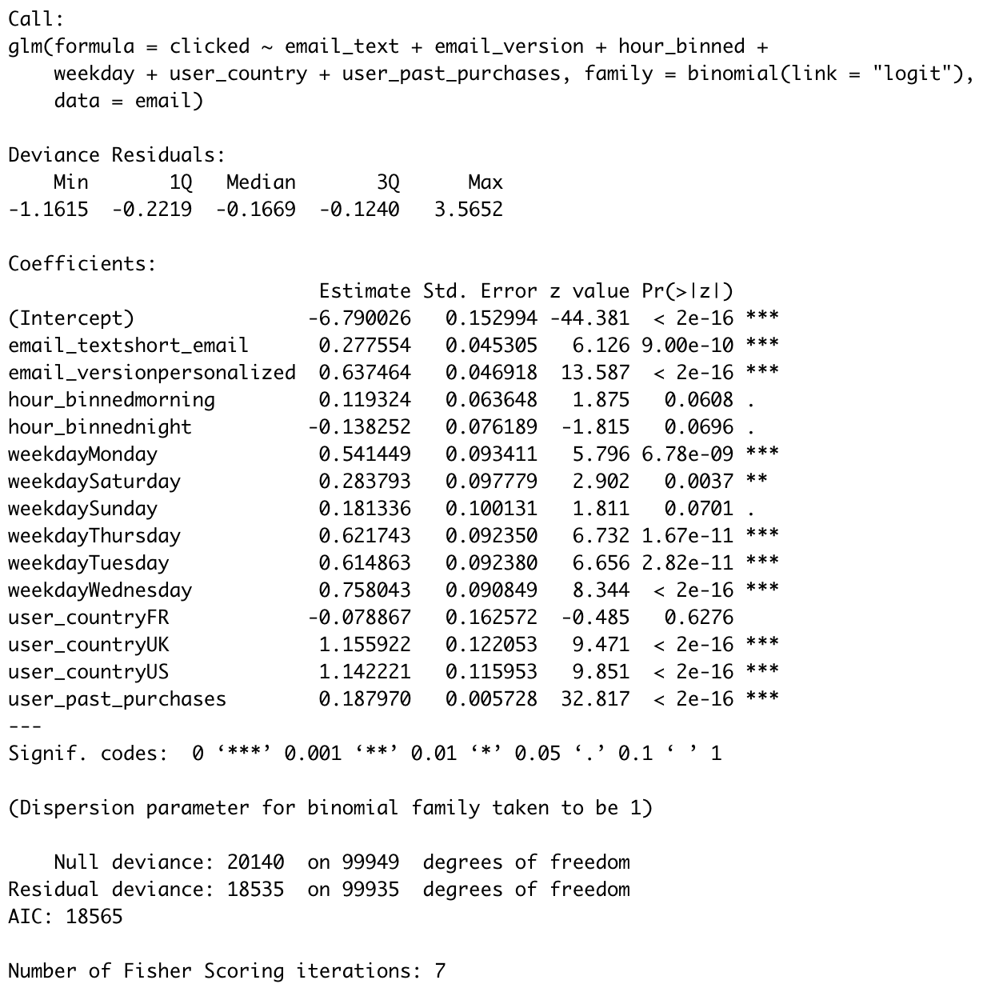 Call:
glm(formula = clicked ~ email_text + email_version + hour_binned +
    weekday + user_country + user_past_purchases, family = binomial(link = "logit"),
    data = email)

Deviance Residuals:
    Min       1Q   Median       3Q      Max
-1.1615  -0.2219  -0.1669  -0.1240   3.5652

Coefficients:
                           Estimate Std. Error z value Pr(>|z|)
(Intercept)               -6.790026   0.152994 -44.381  < 2e-16 ***
email_textshort_email      0.277554   0.045305   6.126 9.00e-10 ***
email_versionpersonalized  0.637464   0.046918  13.587  < 2e-16 ***
hour_binnedmorning         0.119324   0.063648   1.875   0.0608 .
hour_binnednight          -0.138252   0.076189  -1.815   0.0696 .
weekdayMonday              0.541449   0.093411   5.796 6.78e-09 ***
weekdaySaturday            0.283793   0.097779   2.902   0.0037 **
weekdaySunday              0.181336   0.100131   1.811   0.0701 .
weekdayThursday            0.621743   0.092350   6.732 1.67e-11 ***
weekdayTuesday             0.614863   0.092380   6.656 2.82e-11 ***
weekdayWednesday           0.758043   0.090849   8.344  < 2e-16 ***
user_countryFR            -0.078867   0.162572  -0.485   0.6276
user_countryUK             1.155922   0.122053   9.471  < 2e-16 ***
user_countryUS             1.142221   0.115953   9.851  < 2e-16 ***
user_past_purchases        0.187970   0.005728  32.817  < 2e-16 ***
---
Signif. codes:  0 ‘***’ 0.001 ‘**’ 0.01 ‘*’ 0.05 ‘.’ 0.1 ‘ ’ 1

(Dispersion parameter for binomial family taken to be 1)

    Null deviance: 20140  on 99949  degrees of freedom
Residual deviance: 18535  on 99935  degrees of freedom
AIC: 18565

Number of Fisher Scoring iterations: 7